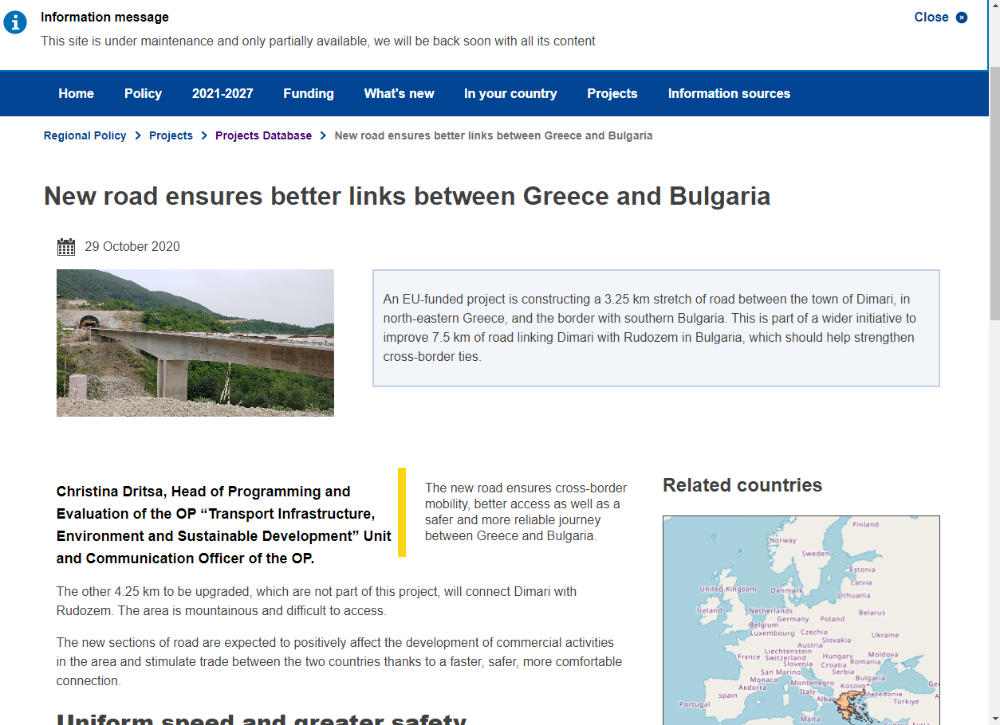 Information message
Close
This site is under maintenance and only partially available, we will be back soon with all its content
Home Policy 2021-2027 Funding What's new In your country Projects Information sources
Regional Policy Projects Projects Database New road ensures better links between Greece and Bulgaria
New road ensures better links between Greece and Bulgaria
29 October 2020
An EU-funded project is constructing a 3.25 km stretch of road between the town of Dimari, in
north-eastern Greece, and the border with southern Bulgaria. This is part of a wider initiative to
improve 7.5 km of road linking Dimari with Rudozem in Bulgaria, which should help strengthen
cross-border ties.
Christina Dritsa, Head of Programming and
Evaluation of the OP “Transport Infrastructure,
Environment and Sustainable Development” Unit
and Communication Officer of the OP.
The new road ensures cross-border
mobility, better access as well as a
safer and more reliable journey
between Greece and Bulgaria.
The other 4.25 km to be upgraded, which are not part of this project, will connect Dimari with
Rudozem. The area is mountainous and difficult to access.
The new sections of road are expected to positively affect the development of commercial activities
in the area and stimulate trade between the two countries thanks to a faster, safer, more comfortable
connection.
Uniform speed and greater safety
Related countries
Finland
Norway
Sweden
Estonia
Latvia
United Kingdom Denmark
Lithuania
Ireland Netherlands Belarus
Belgium Germany Poland
Luxembourg Czechia Ukraine
Austria Slovakia
Liechtenstein
France Switzerland Hungary Moldova
Slovenia Croatia Romania
San Marino Serbia
Monaco Montenegro Bulgaria
Andorra Italy Kosovo*
Spain Macedonia
Portugal Türkiye
Malta